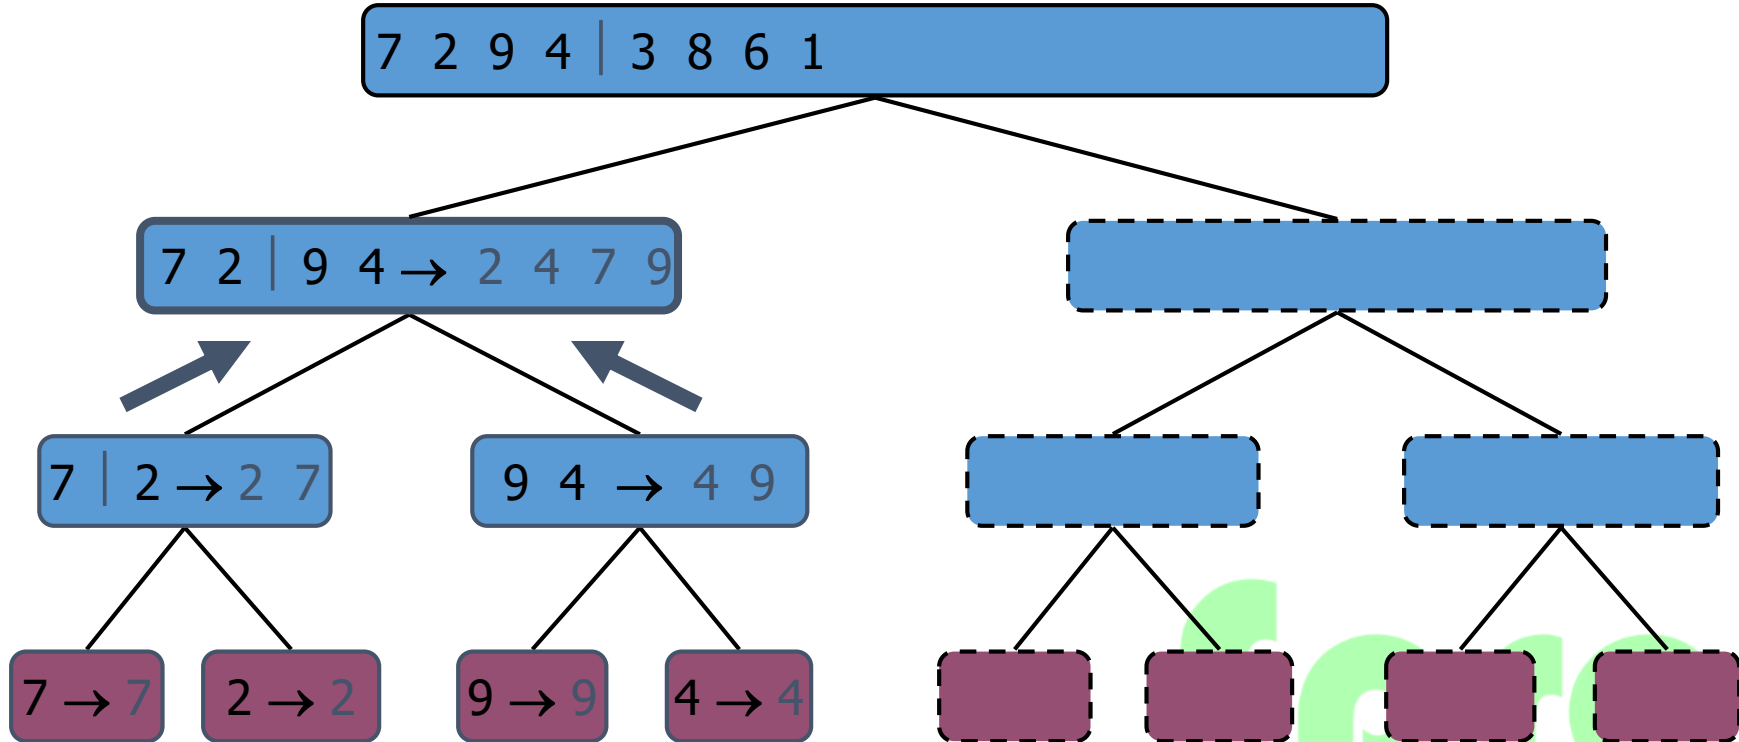 7 2 9 4 | 3 8 6 1
7 2 | 9 4 → 2 4 7 9
7 | 2 → 2 7
9 4 → 4 9
7 → 7
2 → 2
9 → 9
4 → 4